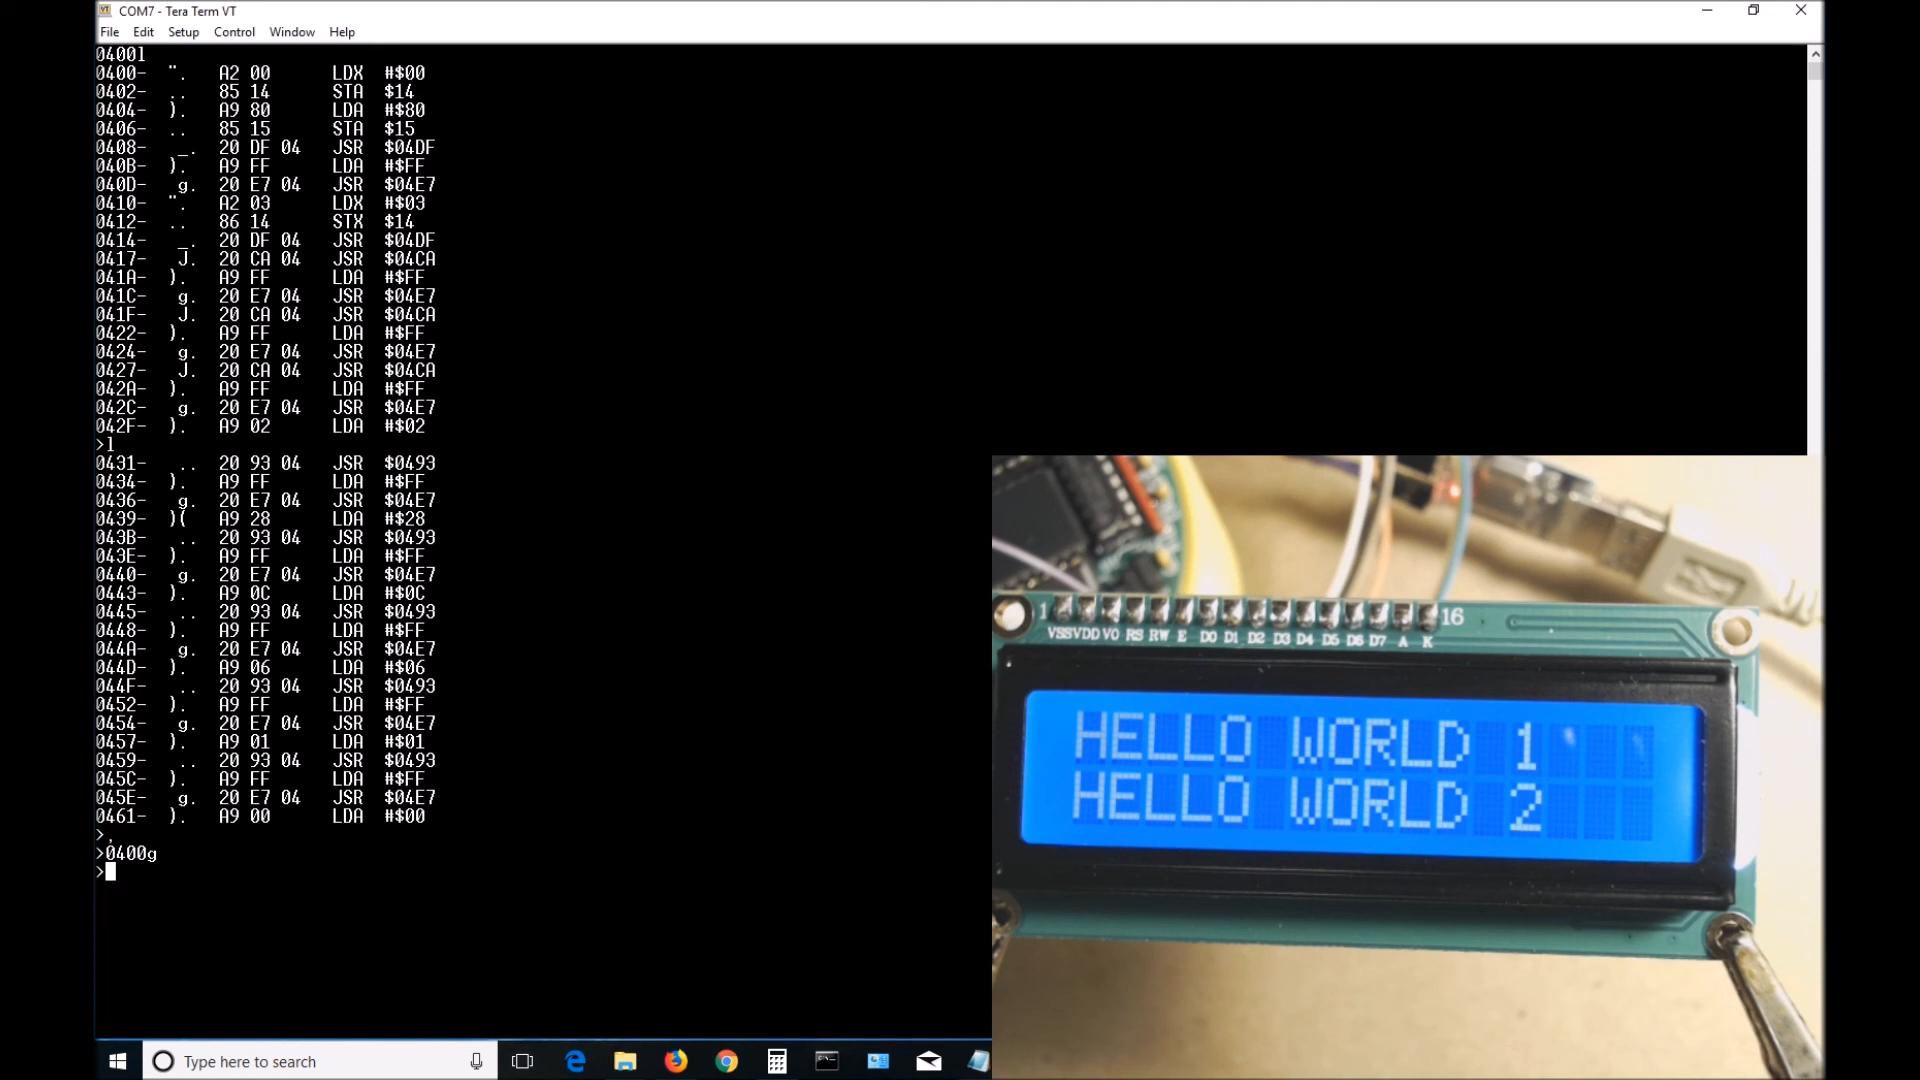 COM7 - Tera Term VT
File Edit Setup Control Window Help
0400l
0400- ". A2 00 LDX #$00
0402- .. 85 14 STA $14
0404- ). A9 80 LDA #$80
0406- .. 85 15 STA $15
0408- _. 20 DF 04 JSR $04DF
040B- ). A9 FF LDA #$FF
040D- g. 20 E7 04 JSR $04E7
0410- ". A2 03 LDX #$03
0412- .. 86 14 STX $14
0414- _. 20 DF 04 JSR $04DF
0417- J. 20 CA 04 JSR $04CA
041A- ). A9 FF LDA #$FF
041C- g. 20 E7 04 JSR $04E7
041F- J. 20 CA 04 JSR $04CA
0422- ). A9 FF LDA #$FF
0424- g. 20 E7 04 JSR $04E7
0427- J. 20 CA 04 JSR $04CA
042A- ). A9 FF LDA #$FF
042C- g. 20 E7 04 JSR $04E7
042F- ). A9 02 LDA #$02
>l
0431- .. 20 93 04 JSR $0493
0434- ). A9 FF LDA #$FF
0436- g. 20 E7 04 JSR $04E7
0439- )( A9 28 LDA #$28
043B- .. 20 93 04 JSR $0493
043E- ). A9 FF LDA #$FF
0440- g. 20 E7 04 JSR $04E7
0443- ). A9 0C LDA #$0C
0445- .. 20 93 04 JSR $0493
0448- ). A9 FF LDA #$FF
044A- g. 20 E7 04 JSR $04E7
044D- ). A9 06 LDA #$06
044F- .. 20 93 04 JSR $0493
0452- ). A9 FF LDA #$FF
0454- g. 20 E7 04 JSR $04E7
0457- ). A9 01 LDA #$01
0459- .. 20 93 04 JSR $0493
045C- ). A9 FF LDA #$FF
045E- g. 20 E7 04 JSR $04E7
0461- ). A9 00 LDA #$00
>,
>0400g
>
1 16
VSS VDD V0 RS RW E D0 D1 D2 D3 D4 D5 D6 D7 A K
HELLO WORLD 1
HELLO WORLD 2
Type here to search